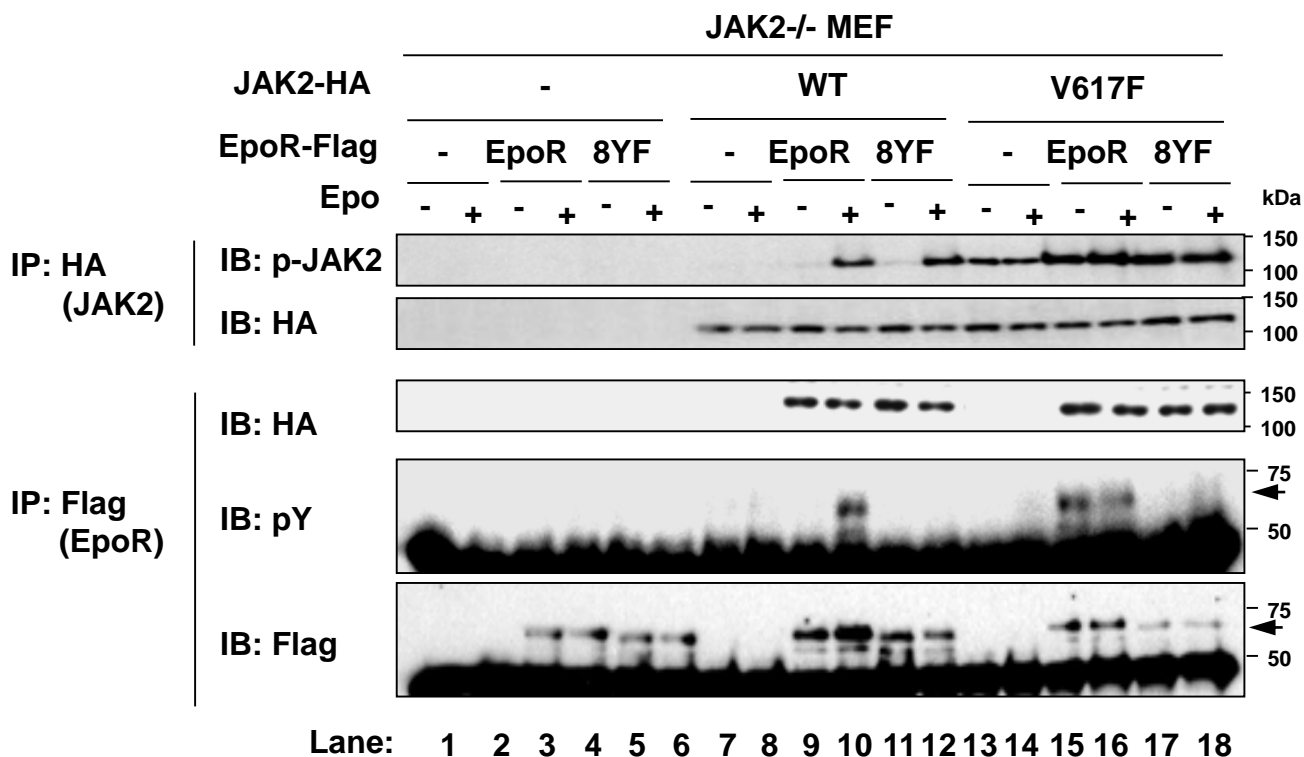 JAK2-/- MEF
JAK2-HA - WT V617F
EpoR-Flag - EpoR 8YF - EpoR 8YF - EpoR 8YF
Epo - + - + - + - + - + - + - + - + - + kDa
IP: HA
(JAK2)
IB: p-JAK2 150
100
IB: HA 150
100
IP: Flag
(EpoR)
IB: HA 150
100
IB: pY 75
50
IB: Flag 75
50
Lane: 1 2 3 4 5 6 7 8 9 10 11 12 13 14 15 16 17 18